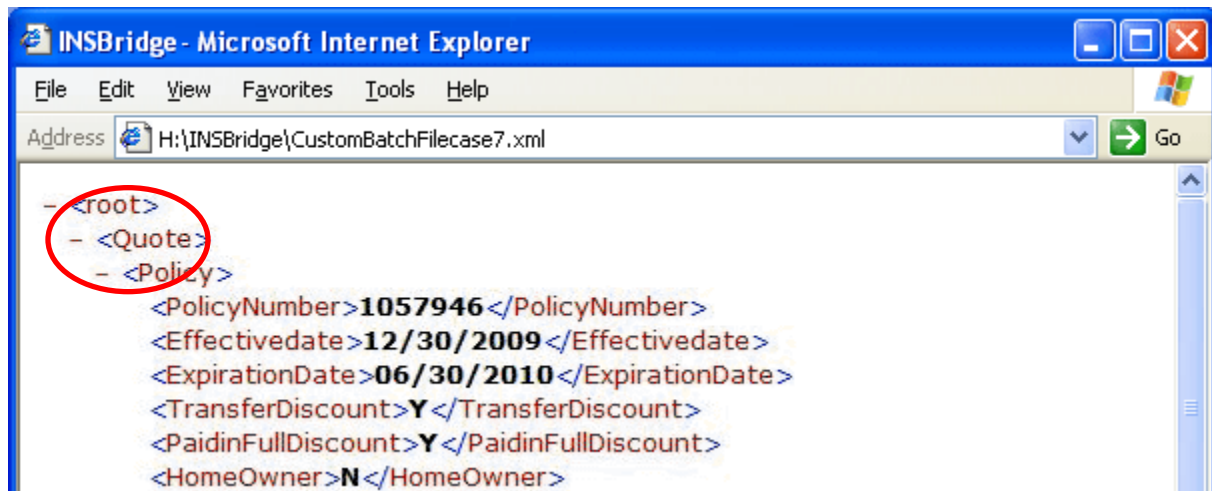 INSBridge - Microsoft Internet Explorer
File Edit View Favorites Tools Help
Address H:\INSBridge\CustomBatchFilecase7.xml Go
- <root>
- <Quote>
- <Policy>
<PolicyNumber>1057946</PolicyNumber>
<Effectivedate>12/30/2009</Effectivedate>
<ExpirationDate>06/30/2010</ExpirationDate>
<TransferDiscount>Y</TransferDiscount>
<PaidinFullDiscount>Y</PaidinFullDiscount>
<HomeOwner>N</HomeOwner>